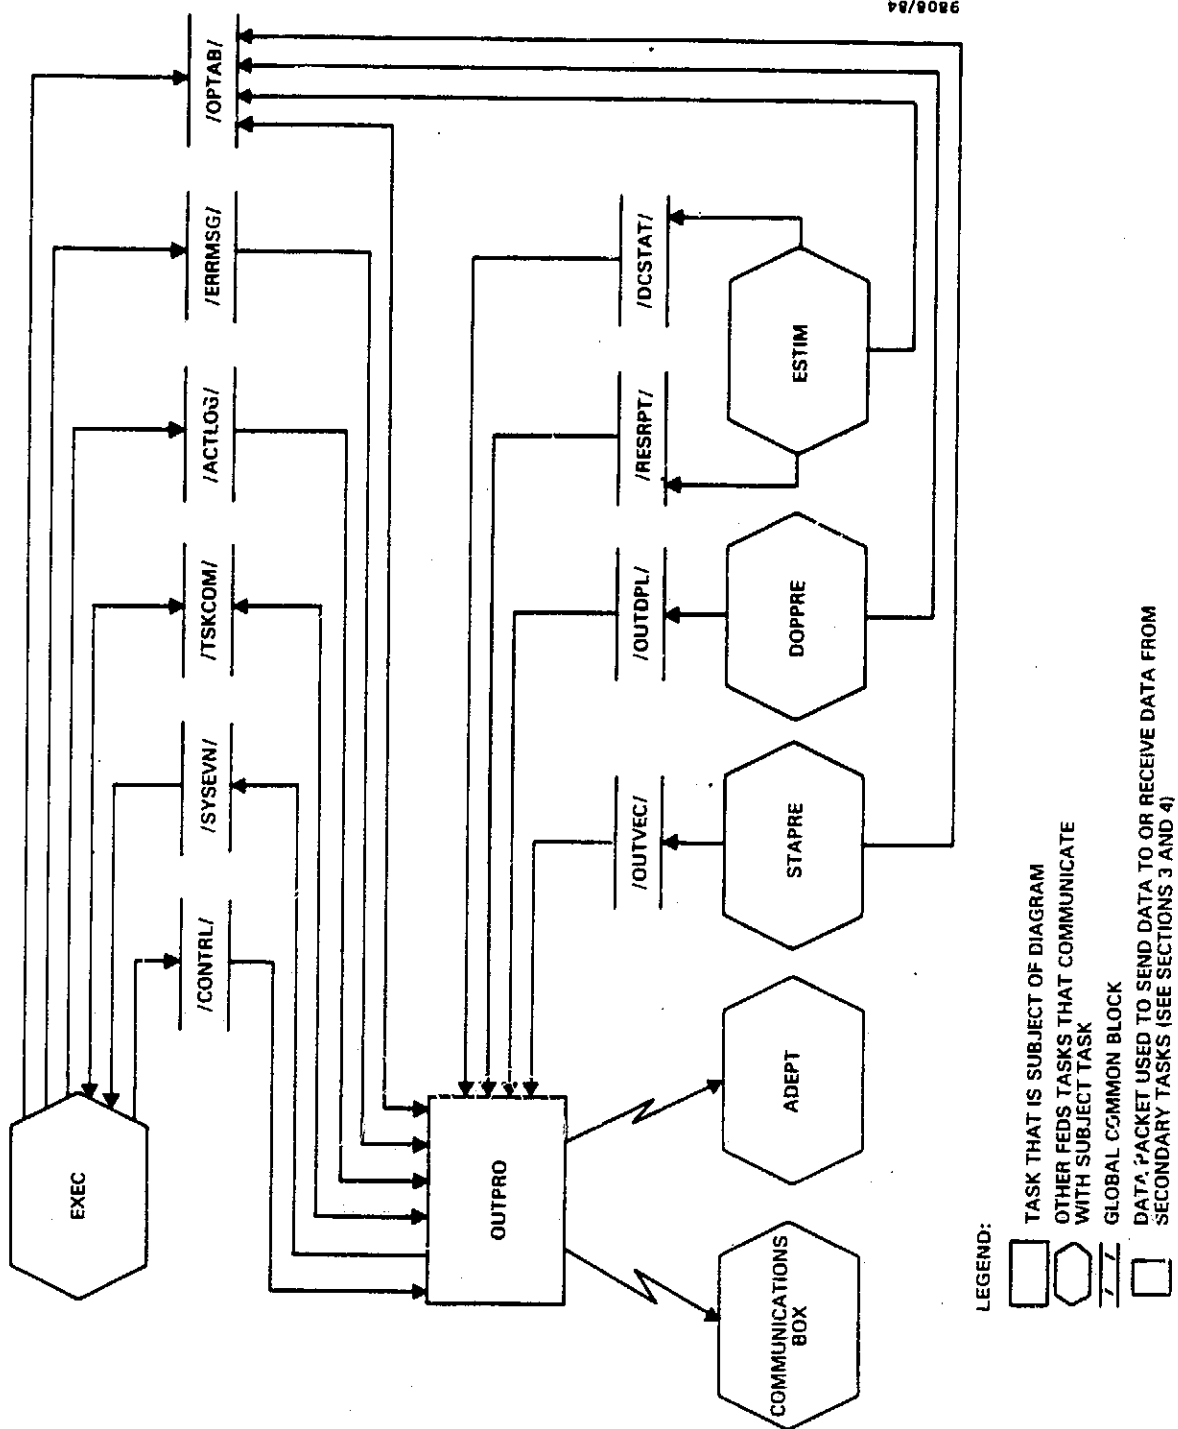 EXEC
/CONTRL/
/SYSEVN/
/TSKCOM/
/ACTLOG/
/ERRMSG/
/OPTAB/
OUTPRO
/OUTVEC/
/OUTDPL/
/RESRPT/
/DCSTAT/
COMMUNICATIONS
BOX
ADEPT
STAPRE
DOPPRE
ESTIM
9808/84
LEGEND:
TASK THAT IS SUBJECT OF DIAGRAM
OTHER FEDS TASKS THAT COMMUNICATE
WITH SUBJECT TASK
/ /
GLOBAL COMMON BLOCK
DATA PACKET USED TO SEND DATA TO OR RECEIVE DATA FROM
SECONDARY TASKS (SEE SECTIONS 3 AND 4)